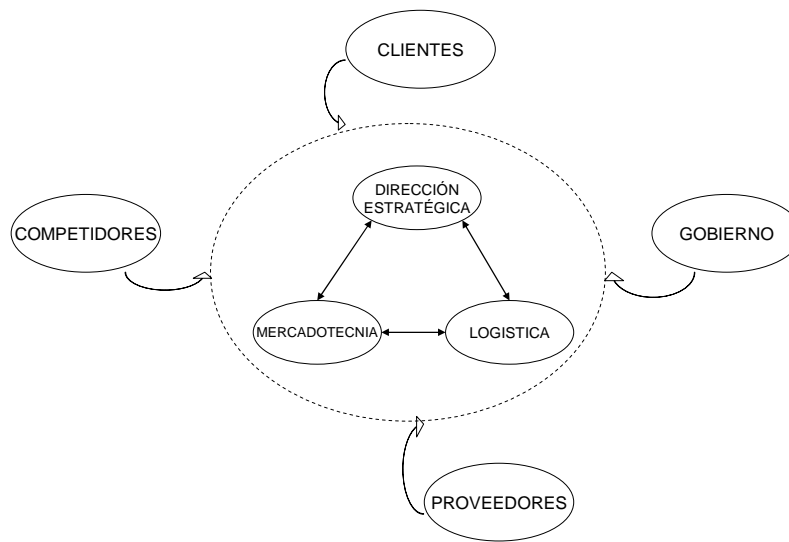 CLIENTES
DIRECCIÓN
ESTRATÉGICA
COMPETIDORES
GOBIERNO
MERCADOTECNIA
LOGISTICA
PROVEEDORES